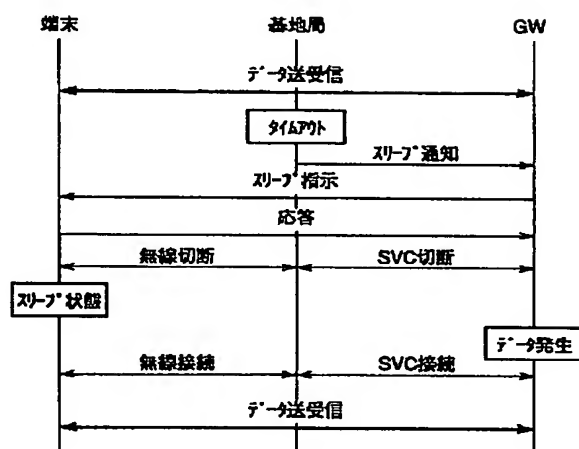 端末 基地局 GW
データ送受信
タイムアウト
スリープ通知
スリープ指示
応答
無線切断 SVC切断
スリープ状態
データ発生
無線接続 SVC接続
データ送受信